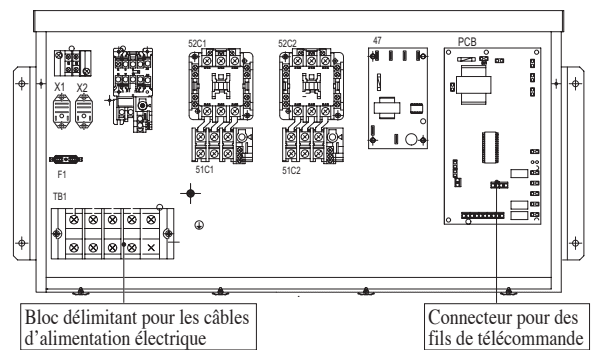 52C1
52C2
47
PCB
X1
X2
51C1
51C2
F1
TB1
Bloc délimitant pour les câbles
d'alimentation électrique
Connecteur pour des
fils de télécommande